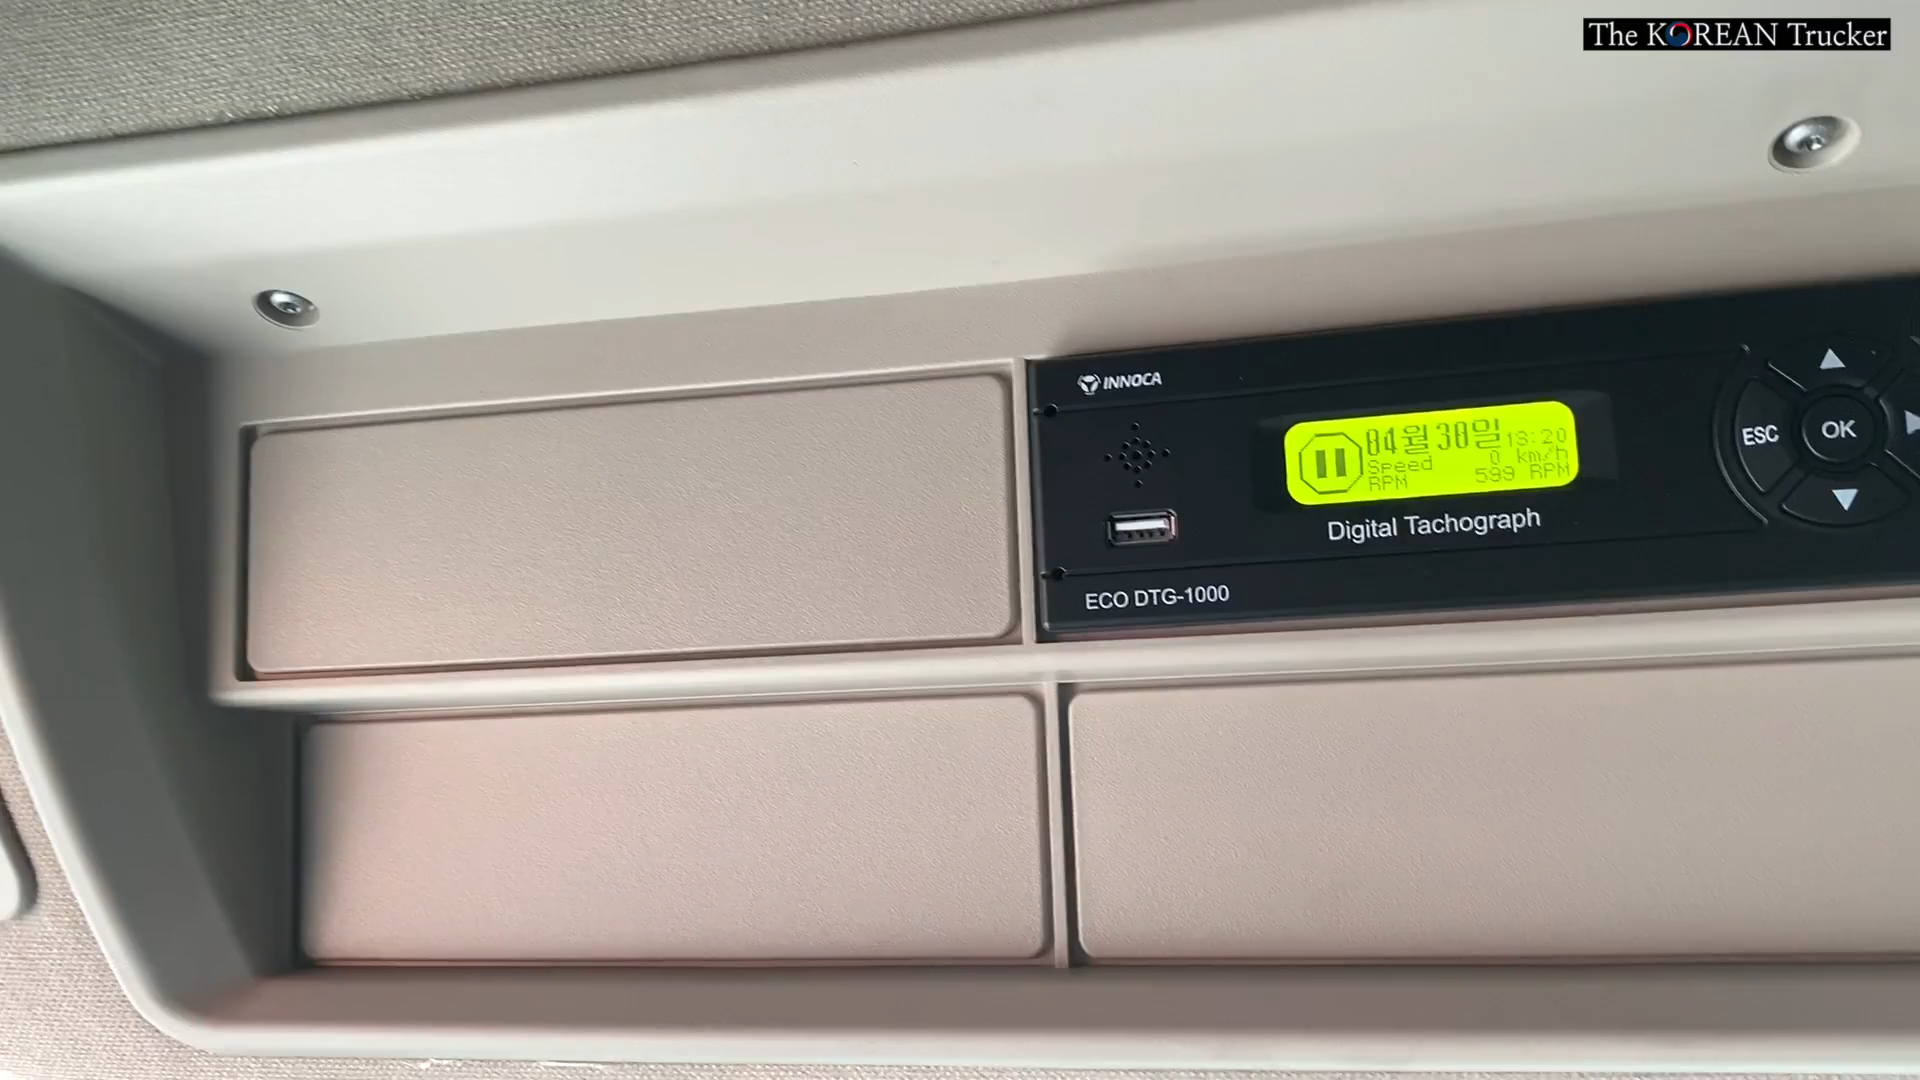 The KOREAN Trucker
INNOCA
04월30일 13:20
Speed 0 km/h
RPM 599 RPM
ESC
OK
Digital Tachograph
ECO DTG-1000